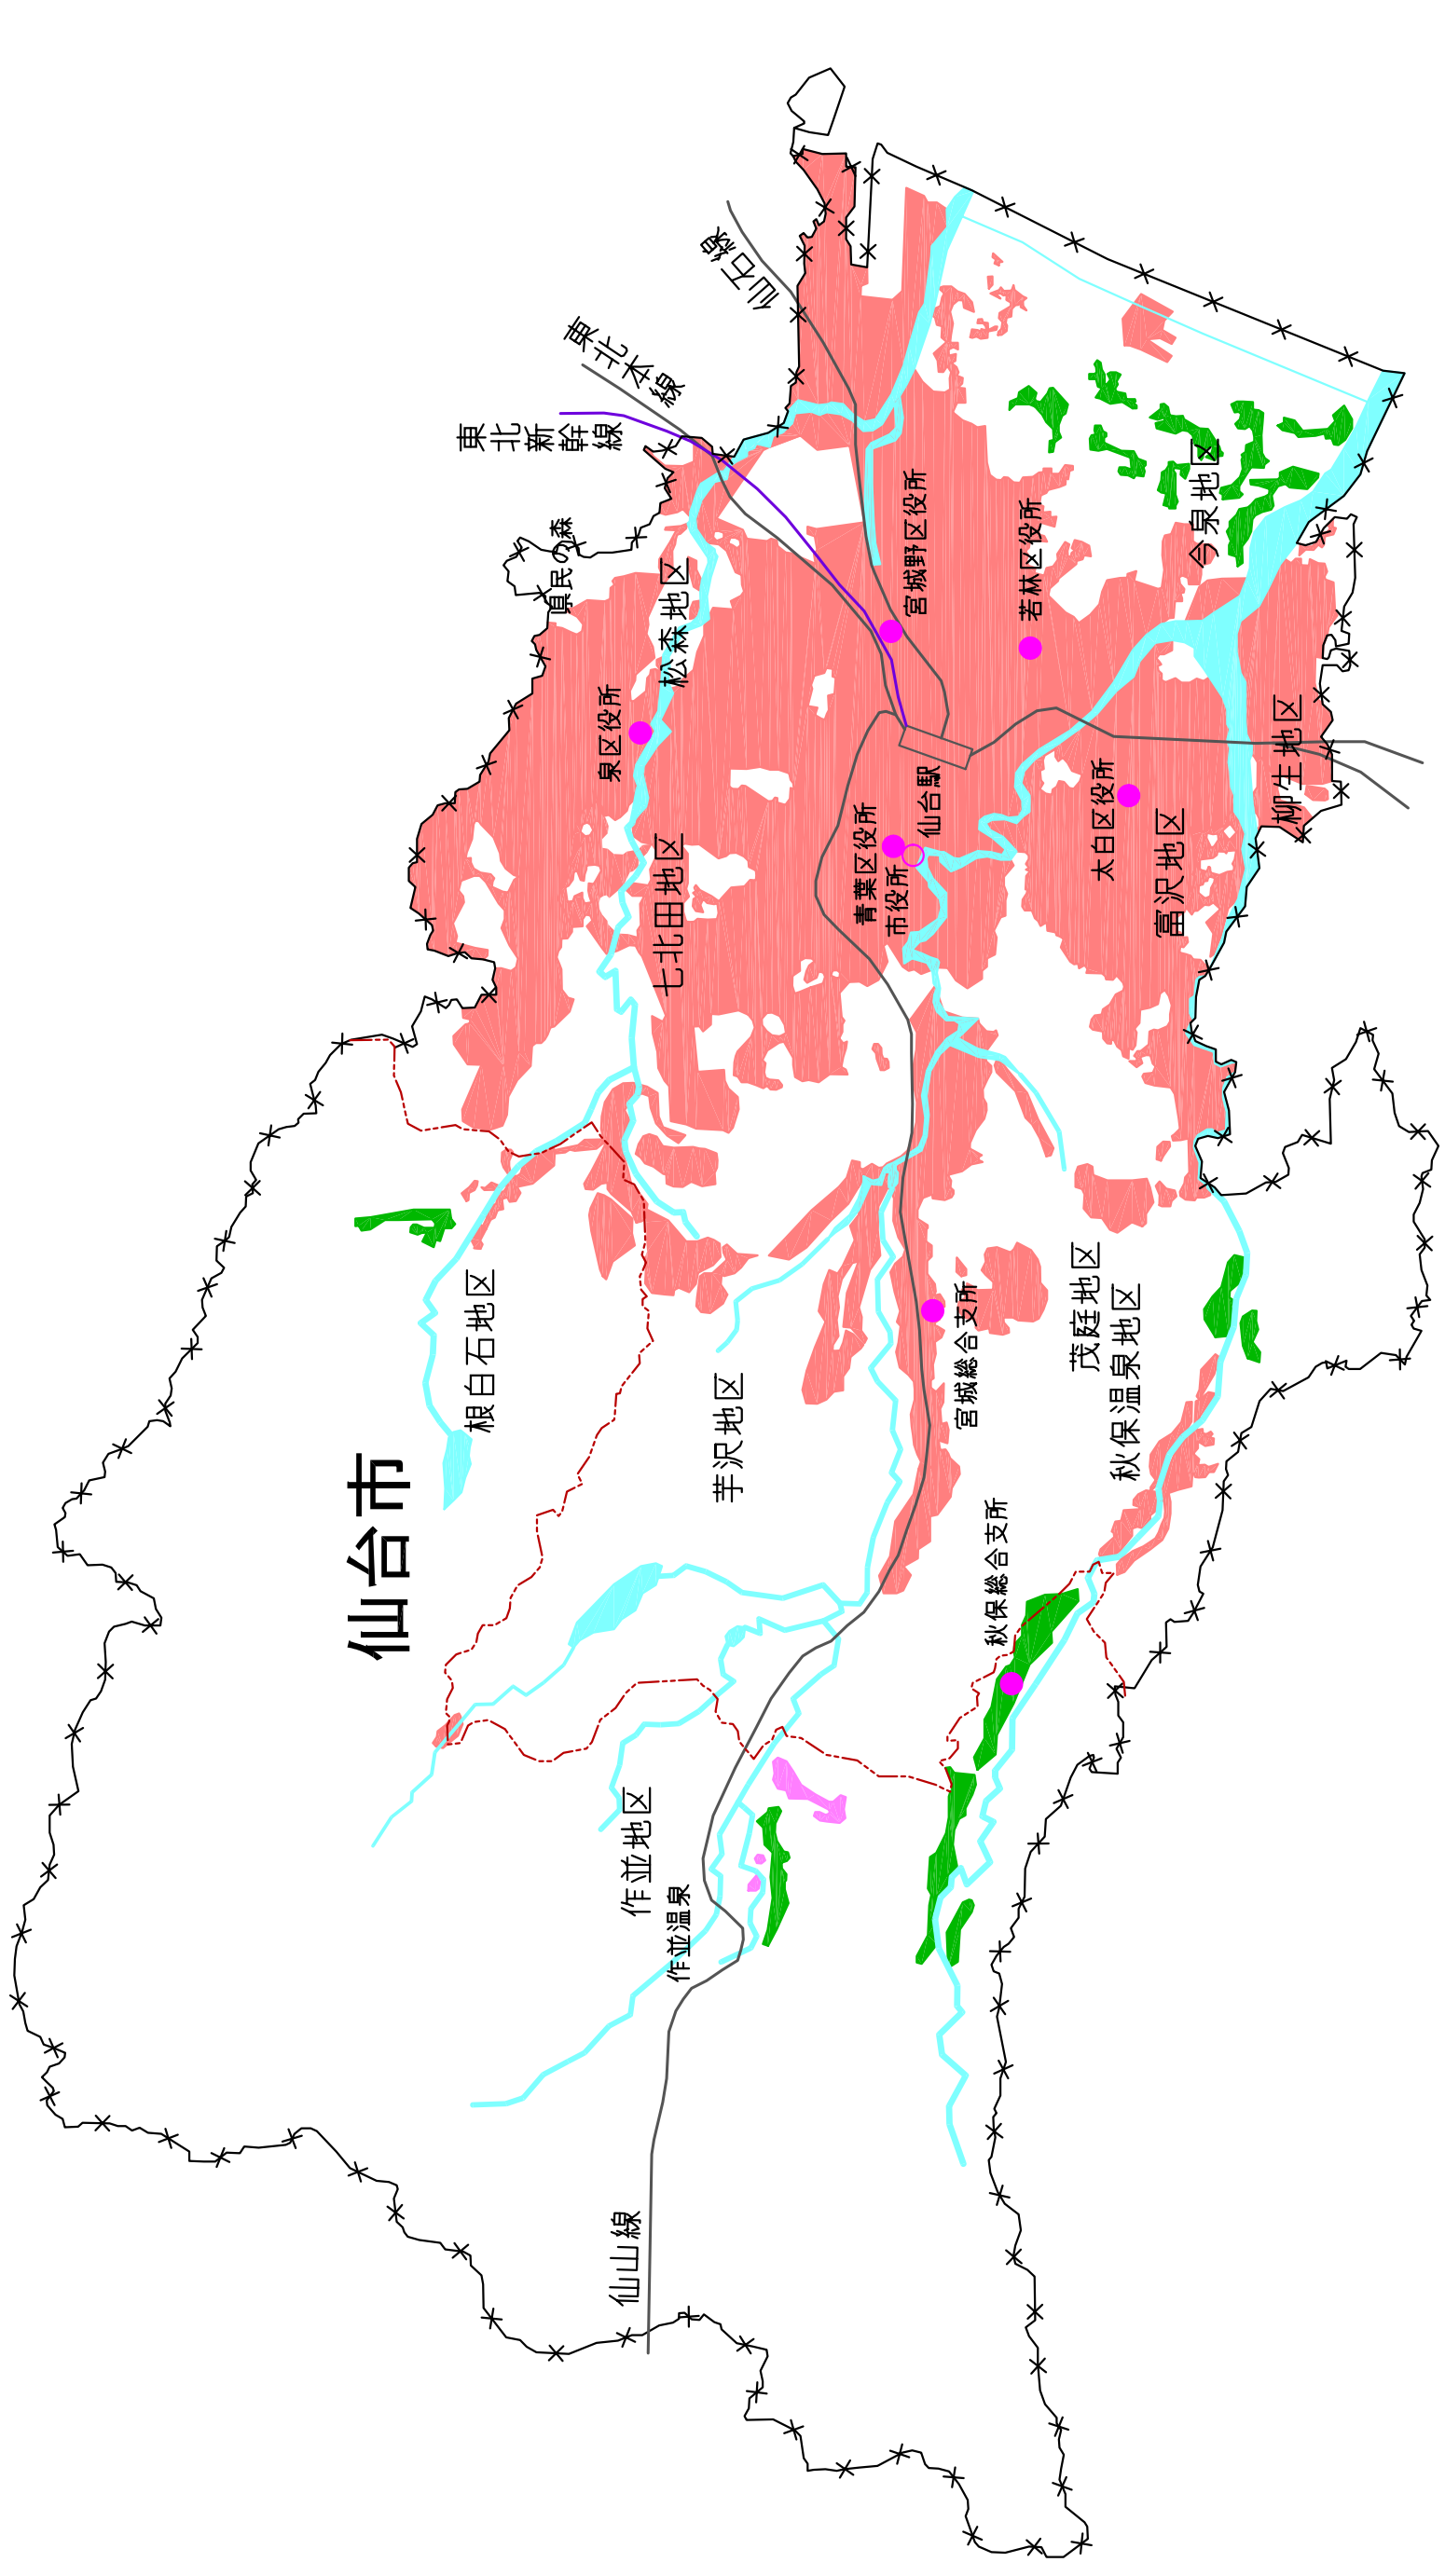 仙台市
仙石線
東北本線
東北新幹線
県民の森
松森地区
泉区役所
七北田地区
宮城野区役所
若林区役所
今泉地区
仙台駅
青葉区役所
市役所
太白区役所
富沢地区
柳生地区
根白石地区
芋沢地区
宮城総合支所
茂庭地区
秋保温泉地区
秋保総合支所
作並地区
作並温泉
仙山線